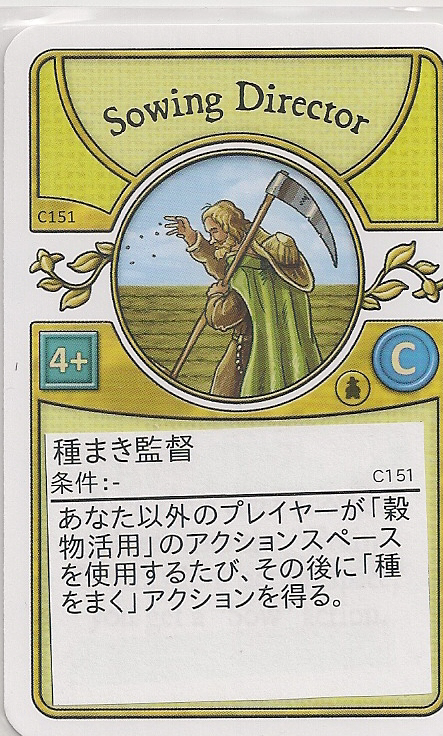 Sowing Director
C151
4+
C
種まき監督
条件:-
C151
あなた以外のプレイヤーが「穀
物活用」のアクションスペース
を使用するたび、その後に「種
をまく」アクションを得る。